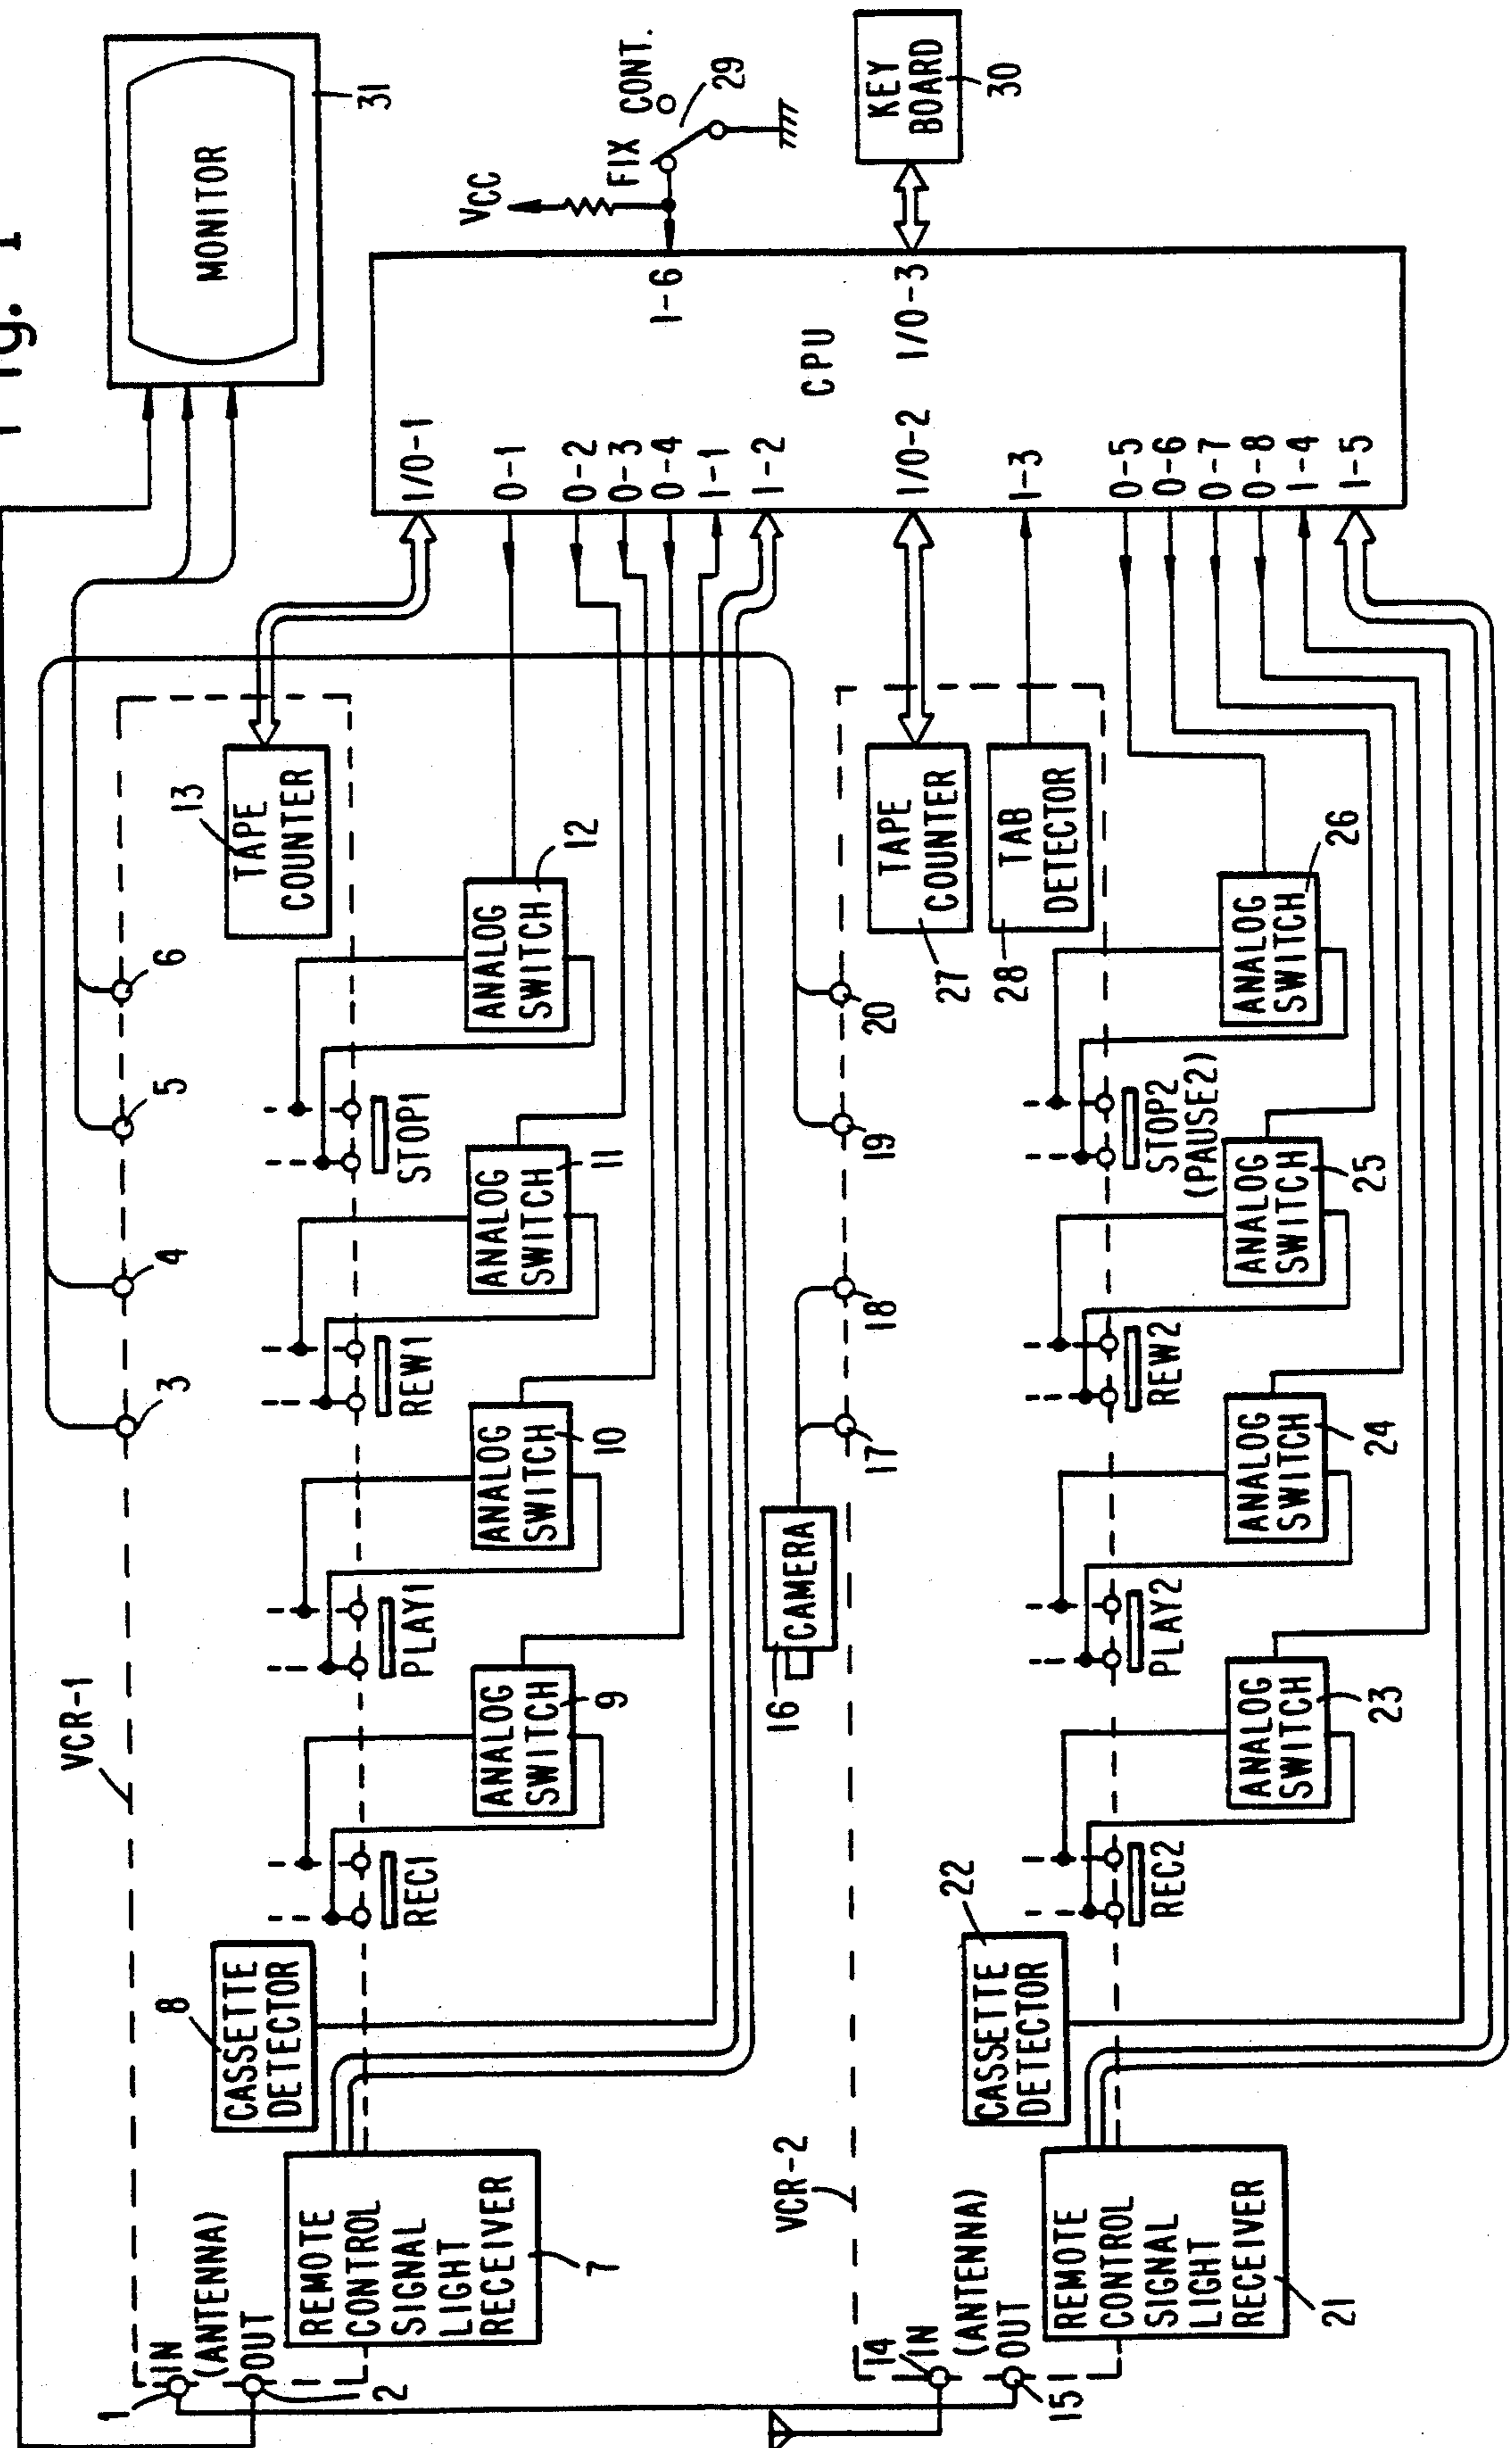 Fig. 1
MONITOR
31
VCC
FIX
CONT.
29
KEY
BOARD
30
I/O-1
O-1
O-2
O-3
O-4
I-1
I-2
I/O-2
I-3
O-5
O-6
O-7
O-8
I-4
I-5
I-6
I/O-3
CPU
VCR-1
1
IN
(ANTENNA)
OUT
2
3
4
5
6
REMOTE
CONTROL
SIGNAL
LIGHT
RECEIVER
7
CASSETTE
DETECTOR
8
REC1
ANALOG
SWITCH
9
PLAY1
ANALOG
SWITCH
10
REW1
ANALOG
SWITCH
11
STOP1
ANALOG
SWITCH
12
TAPE
COUNTER
13
VCR-2
14
IN
(ANTENNA)
OUT
15
16
CAMERA
17
18
19
20
REMOTE
CONTROL
SIGNAL
LIGHT
RECEIVER
21
CASSETTE
DETECTOR
22
REC2
ANALOG
SWITCH
23
PLAY2
ANALOG
SWITCH
24
REW2
ANALOG
SWITCH
25
STOP2
(PAUSE2)
ANALOG
SWITCH
26
TAPE
COUNTER
27
TAB
DETECTOR
28